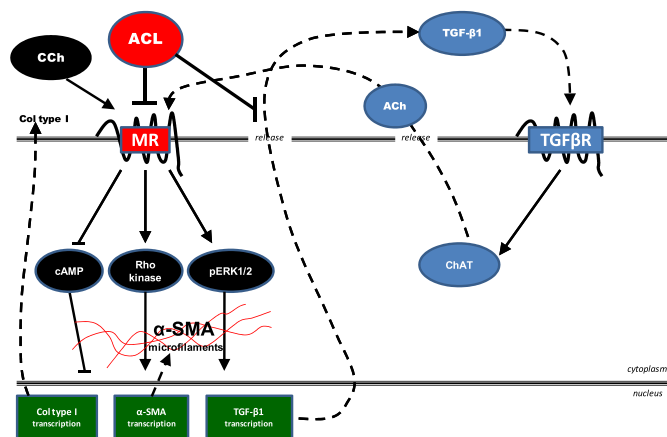 ACL
TGF-β1
CCh
ACh
Col type I
release
release
MR
TGFβR
cAMP
Rho
kinase
pERK1/2
ChAT
α-SMA
microfilaments
cytoplasm
nucleus
Col type I
transcription
α-SMA
transcription
TGF-β1
transcription